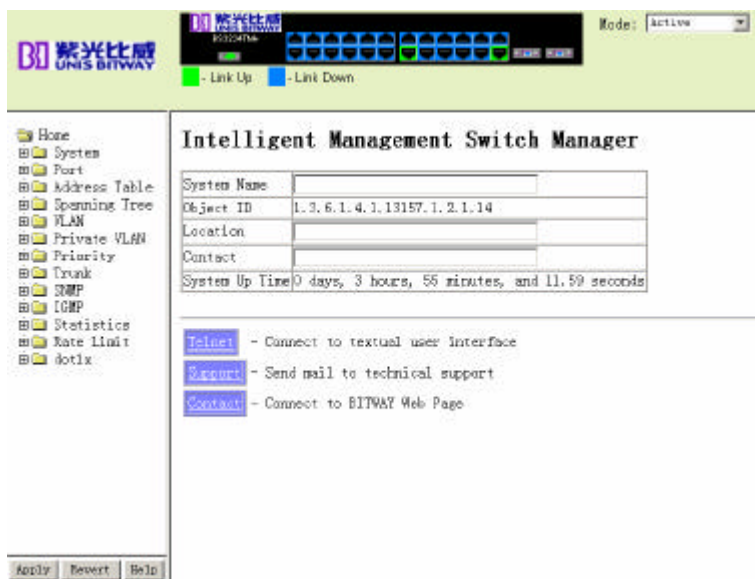 紫光比威
UNIS BITWAY
紫光比威
Mode: Active
- Link Up
- Link Down
Home
System
Port
Address Table
Spanning Tree
VLAN
Private VLAN
Priority
Trunk
SNMP
IGMP
Statistics
Rate Limit
dot1x
Apply
Revert
Help
Intelligent Management Switch Manager
System Name
Object ID 1.3.6.1.4.1.13157.1.2.1.14
Location
Contact
System Up Time 0 days, 3 hours, 55 minutes, and 11.59 seconds
Telnet - Connect to textual user interface
Support - Send mail to technical support
Contact - Connect to BITWAY Web Page